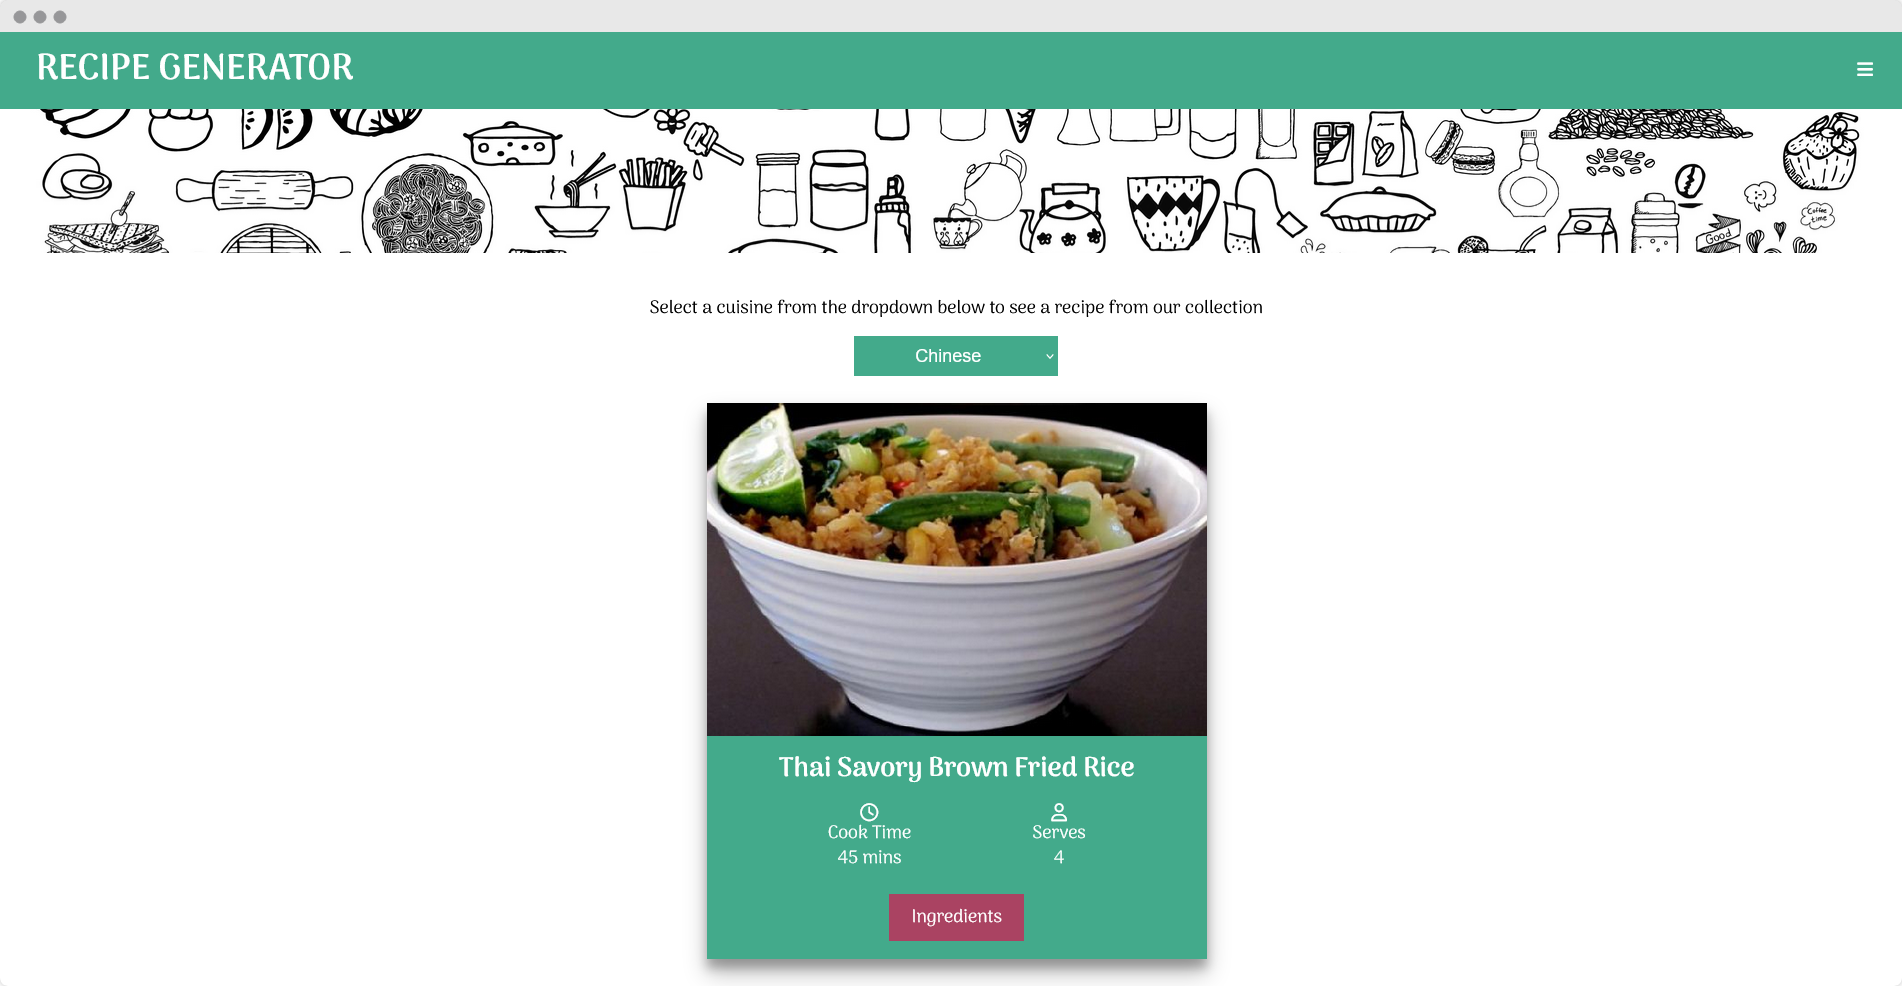 RECIPE GENERATOR
Coffee
time
Good
Select a cuisine from the dropdown below to see a recipe from our collection
Chinese
Thai Savory Brown Fried Rice
Cook Time
45 mins
Serves
4
Ingredients